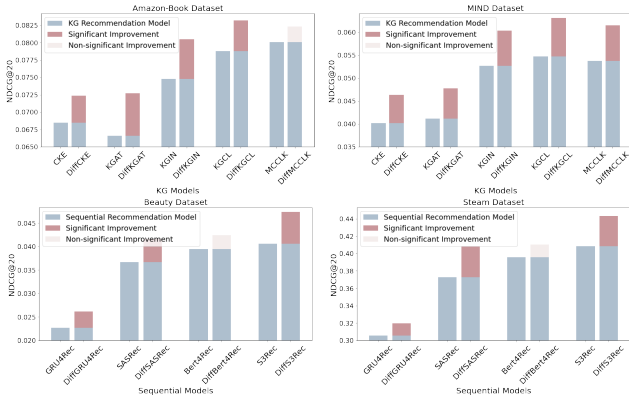 Amazon-Book Dataset
KG Recommendation Model
Significant Improvement
Non-significant Improvement
NDCG@20
0.0825
0.0800
0.0775
0.0750
0.0725
0.0700
0.0675
0.0650
CKE DiffCKE KGAT DiffKGAT KGIN DiffKGIN KGCL DiffKGCL MCCLK DiffMCCLK
KG Models
MIND Dataset
KG Recommendation Model
Significant Improvement
Non-significant Improvement
NDCG@20
0.060
0.055
0.050
0.045
0.040
0.035
CKE DiffCKE KGAT DiffKGAT KGIN DiffKGIN KGCL DiffKGCL MCCLK DiffMCCLK
KG Models
Beauty Dataset
Sequential Recommendation Model
Significant Improvement
Non-significant Improvement
NDCG@20
0.045
0.040
0.035
0.030
0.025
0.020
GRU4Rec DiffGRU4Rec SASRec DiffSASRec Bert4Rec DiffBert4Rec S3Rec DiffS3Rec
Sequential Models
Steam Dataset
Sequential Recommendation Model
Significant Improvement
Non-significant Improvement
NDCG@20
0.44
0.42
0.40
0.38
0.36
0.34
0.32
0.30
GRU4Rec DiffGRU4Rec SASRec DiffSASRec Bert4Rec DiffBert4Rec S3Rec DiffS3Rec
Sequential Models